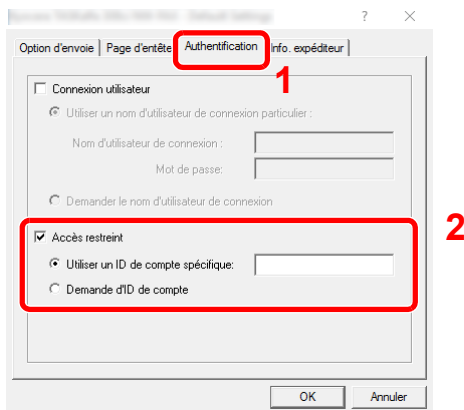 ? ×
Option d'envoie Page d'entête Authentification Info. expéditeur
1
Connexion utilisateur
Utiliser un nom d'utilisateur de connexion particulier :
Nom d'utilisateur de connexion :
Mot de passe:
Demander le nom d'utilisateur de connexion
2
Accès restreint
Utiliser un ID de compte spécifique:
Demande d'ID de compte
OK Annuler